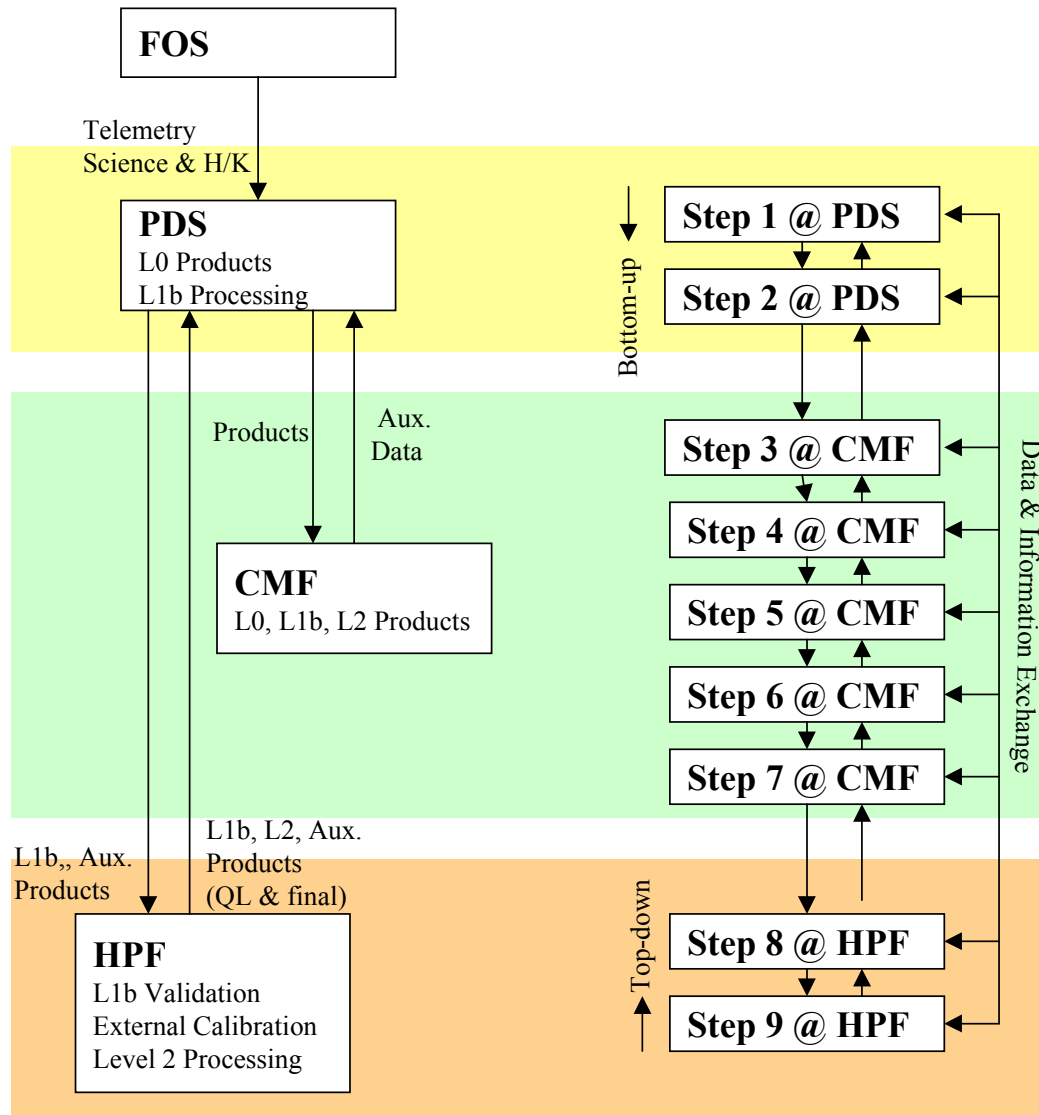 FOS
Telemetry
Science & H/K
PDS
L0 Products
L1b Processing
Products
Aux.
Data
CMF
L0, L1b, L2 Products
L1b,, Aux.
Products
L1b, L2, Aux.
Products
(QL & final)
HPF
L1b Validation
External Calibration
Level 2 Processing
Bottom-up
Step 1 @ PDS
Step 2 @ PDS
Step 3 @ CMF
Step 4 @ CMF
Step 5 @ CMF
Step 6 @ CMF
Step 7 @ CMF
Top-down
Step 8 @ HPF
Step 9 @ HPF
Data & Information Exchange